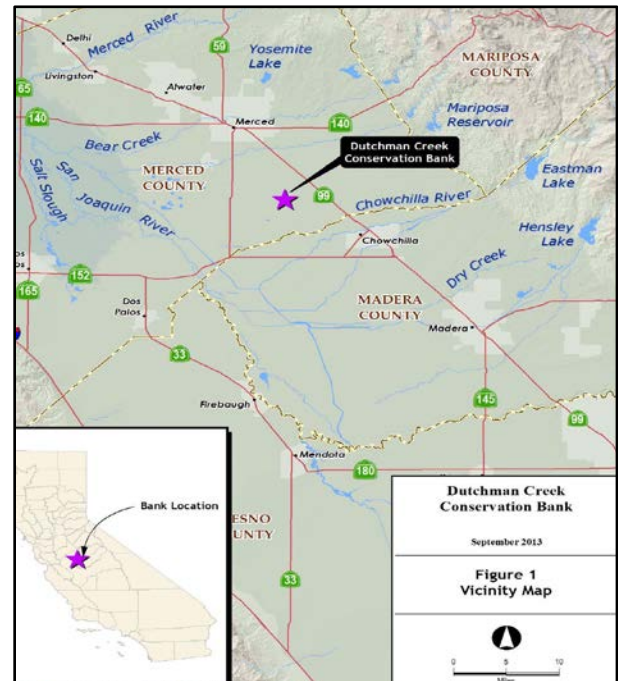 Delhi
Merced River
59
Yosemite
Lake
MARIPOSA
COUNTY
Livingston
Atwater
65
140
Merced
140
Mariposa
Reservoir
Bear Creek
Dutchman Creek
Conservation Bank
MERCED
COUNTY
Eastman
Lake
Salt Slough
San Joaquin River
99
Chowchilla River
Chowchilla
Hensley
Lake
152
Dry Creek
165
Dos
Palos
MADERA
COUNTY
Madera
33
145
Firebaugh
99
Mendota
180
ESNO
UNTY
33
Bank Location
Dutchman Creek
Conservation Bank
September 2013
Figure 1
Vicinity Map
0 5 10